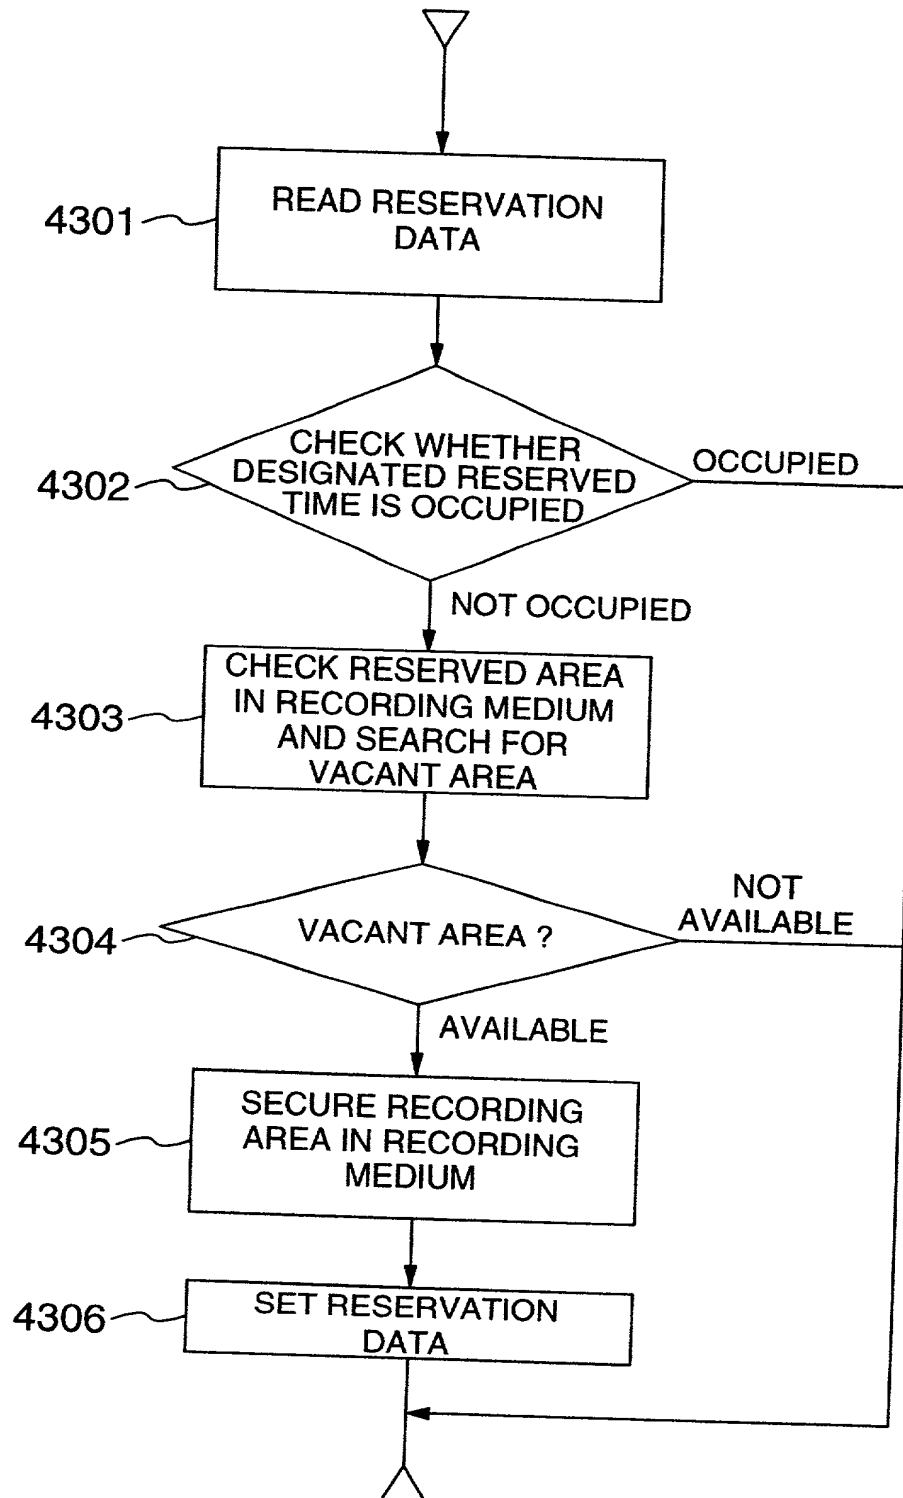 4301
READ RESERVATION
DATA
4302
CHECK WHETHER
DESIGNATED RESERVED
TIME IS OCCUPIED
OCCUPIED
NOT OCCUPIED
4303
CHECK RESERVED AREA
IN RECORDING MEDIUM
AND SEARCH FOR
VACANT AREA
4304
VACANT AREA ?
NOT
AVAILABLE
AVAILABLE
4305
SECURE RECORDING
AREA IN RECORDING
MEDIUM
4306
SET RESERVATION
DATA